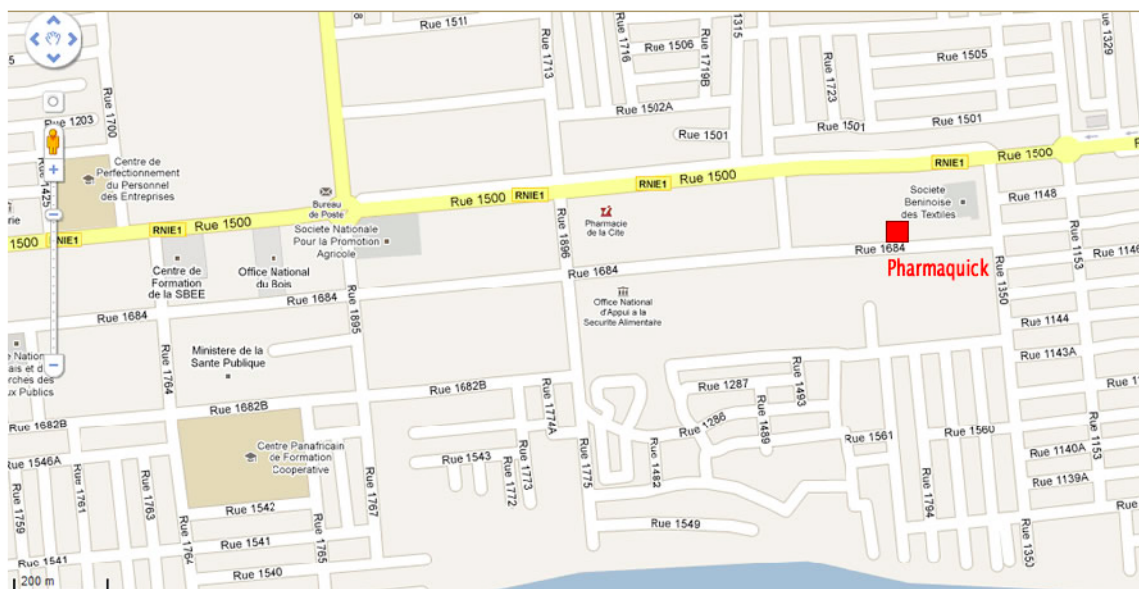 Rue 1511
Rue 1713
Rue 1716
Rue 1506
Rue 1719B
1315
Rue 1723
Rue 1505
Rue 1329
Rue 1203
Rue 1700
Rue 1502A
Rue 1501
Rue 1501
Rue 1501
Rue 1425
Centre de
Perfectionnement
du Personnel
des Entreprises
Bureau
de Poste
RNIE1
Rue 1500
RNIE1
Rue 1500
RNIE1
Rue 1500
RNIE1
Rue 1500
1500
RNIE1
Rue 1500
Societe Nationale
Pour la Promotion
Agricole
Pharmacie
de la Cite
Societe
Beninoise
des Textiles
Rue 1148
Rue 1153
Rue 1146
Rue 1896
Rue 1684
Pharmaquick
Rue 1350
Centre de
Formation
de la SBEE
Office National
du Bois
Rue 1684
Rue 1684
Rue 1684
Rue 1895
Office National
d'Appui a la
Securite Alimentaire
Rue 1144
Rue 1143A
Ministere de la
Sante Publique
Rue 1764
Rue 1682B
Rue 1682B
Rue 1682B
Rue 1774A
Rue 1287
Rue 1493
Rue 1286
Rue 1489
Rue 1561
Rue 1560
Rue 1140A
Rue 1153
Rue 1139A
Centre Panafricain
de Formation
Cooperative
Rue 1546A
Rue 1543
Rue 1773
Rue 1772
Rue 1775
Rue 1482
Rue 1794
Rue 1759
Rue 1761
Rue 1763
Rue 1764
Rue 1542
Rue 1767
Rue 1765
Rue 1549
Rue 1541
Rue 1541
Rue 1540
Rue 1350
200 m